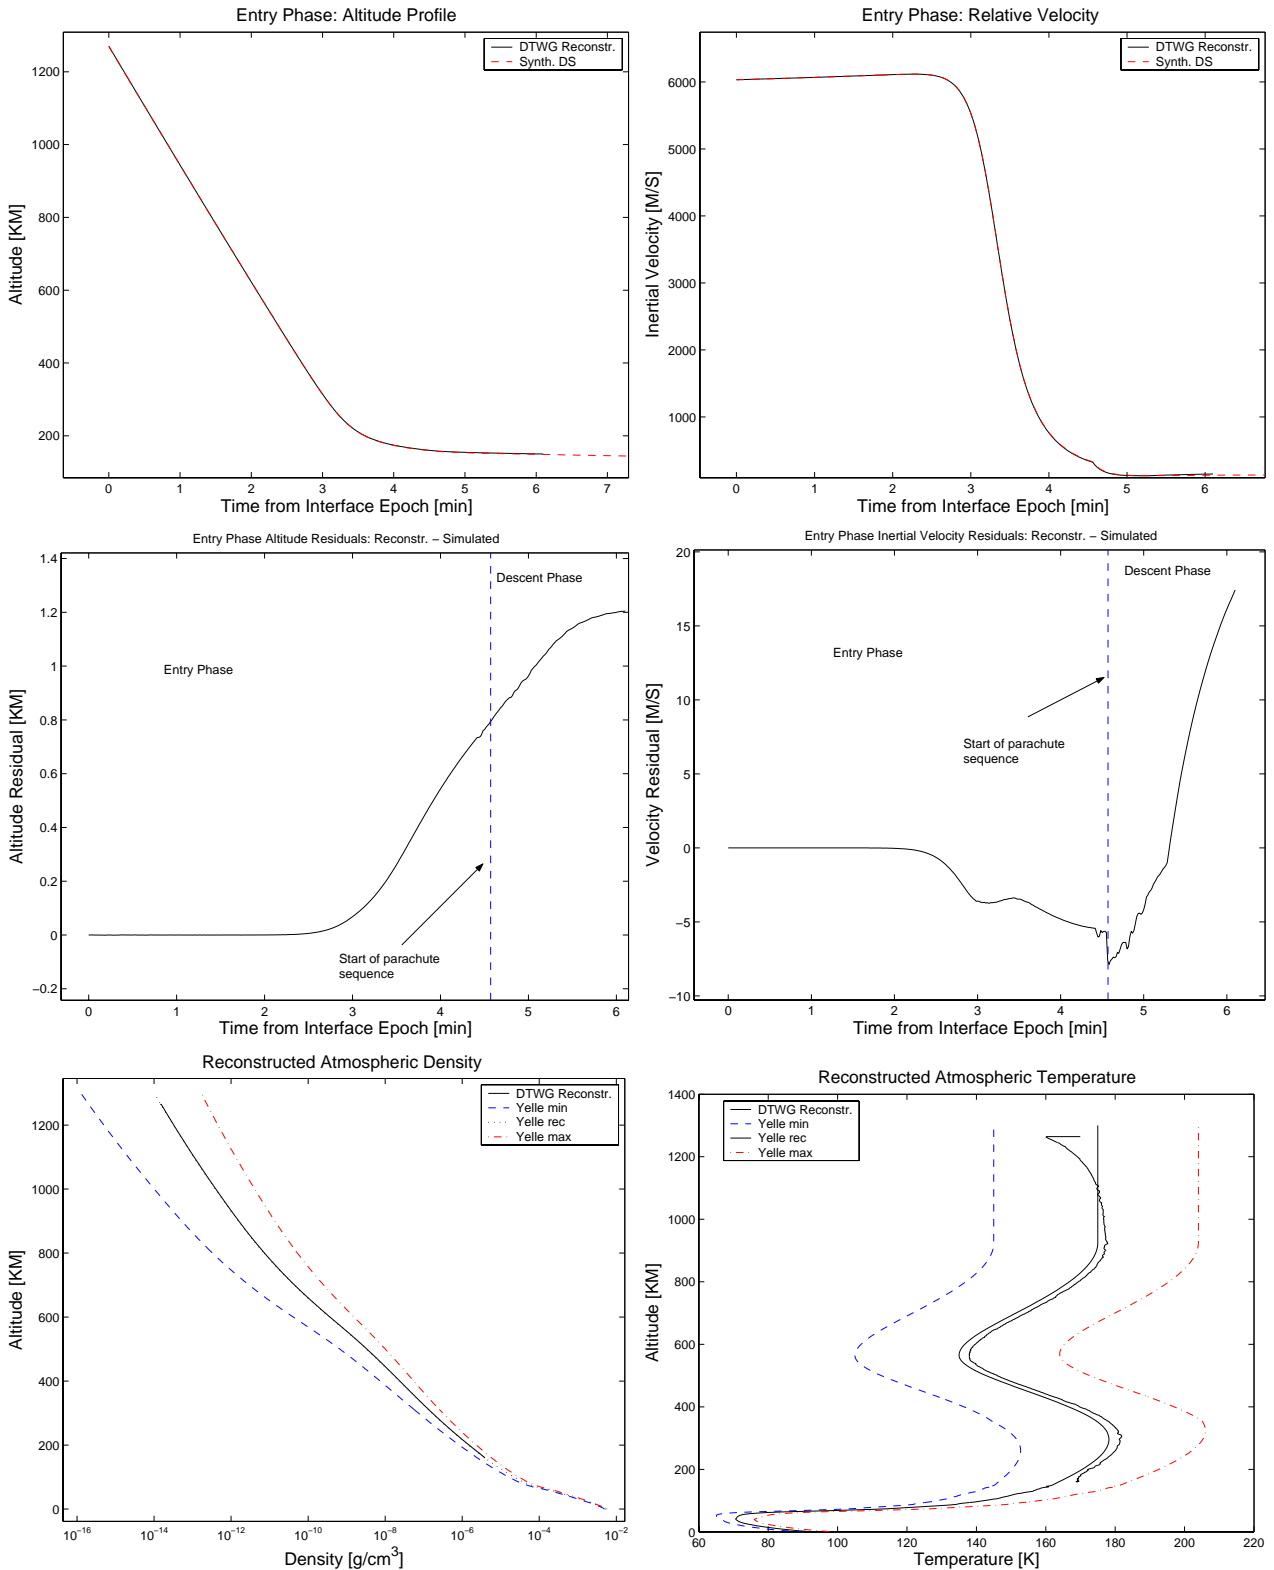 Entry Phase: Altitude Profile
DTWG Reconstr.
Synth. DS
1200
1000
800
600
400
200
Altitude [KM]
0 1 2 3 4 5 6 7
Time from Interface Epoch [min]
Entry Phase: Relative Velocity
DTWG Reconstr.
Synth. DS
6000
5000
4000
3000
2000
1000
Inertial Velocity [M/S]
0 1 2 3 4 5 6
Time from Interface Epoch [min]
Entry Phase Altitude Residuals: Reconstr. − Simulated
1.4
1.2
1
0.8
0.6
0.4
0.2
0
−0.2
Altitude Residual [KM]
Descent Phase
Entry Phase
Start of parachute
sequence
0 1 2 3 4 5 6
Time from Interface Epoch [min]
Entry Phase Inertial Velocity Residuals: Reconstr. − Simulated
20
15
10
5
0
−5
−10
Velocity Residual [M/S]
Descent Phase
Entry Phase
Start of parachute
sequence
0 1 2 3 4 5 6
Time from Interface Epoch [min]
Reconstructed Atmospheric Density
DTWG Reconstr.
Yelle min
Yelle rec
Yelle max
1200
1000
800
600
400
200
0
Altitude [KM]
10−16 10−14 10−12 10−10 10−8 10−6 10−4 10−2
Density [g/cm3]
Reconstructed Atmospheric Temperature
DTWG Reconstr.
Yelle min
Yelle rec
Yelle max
1400
1200
1000
800
600
400
200
0
Altitude [KM]
60 80 100 120 140 160 180 200 220
Temperature [K]